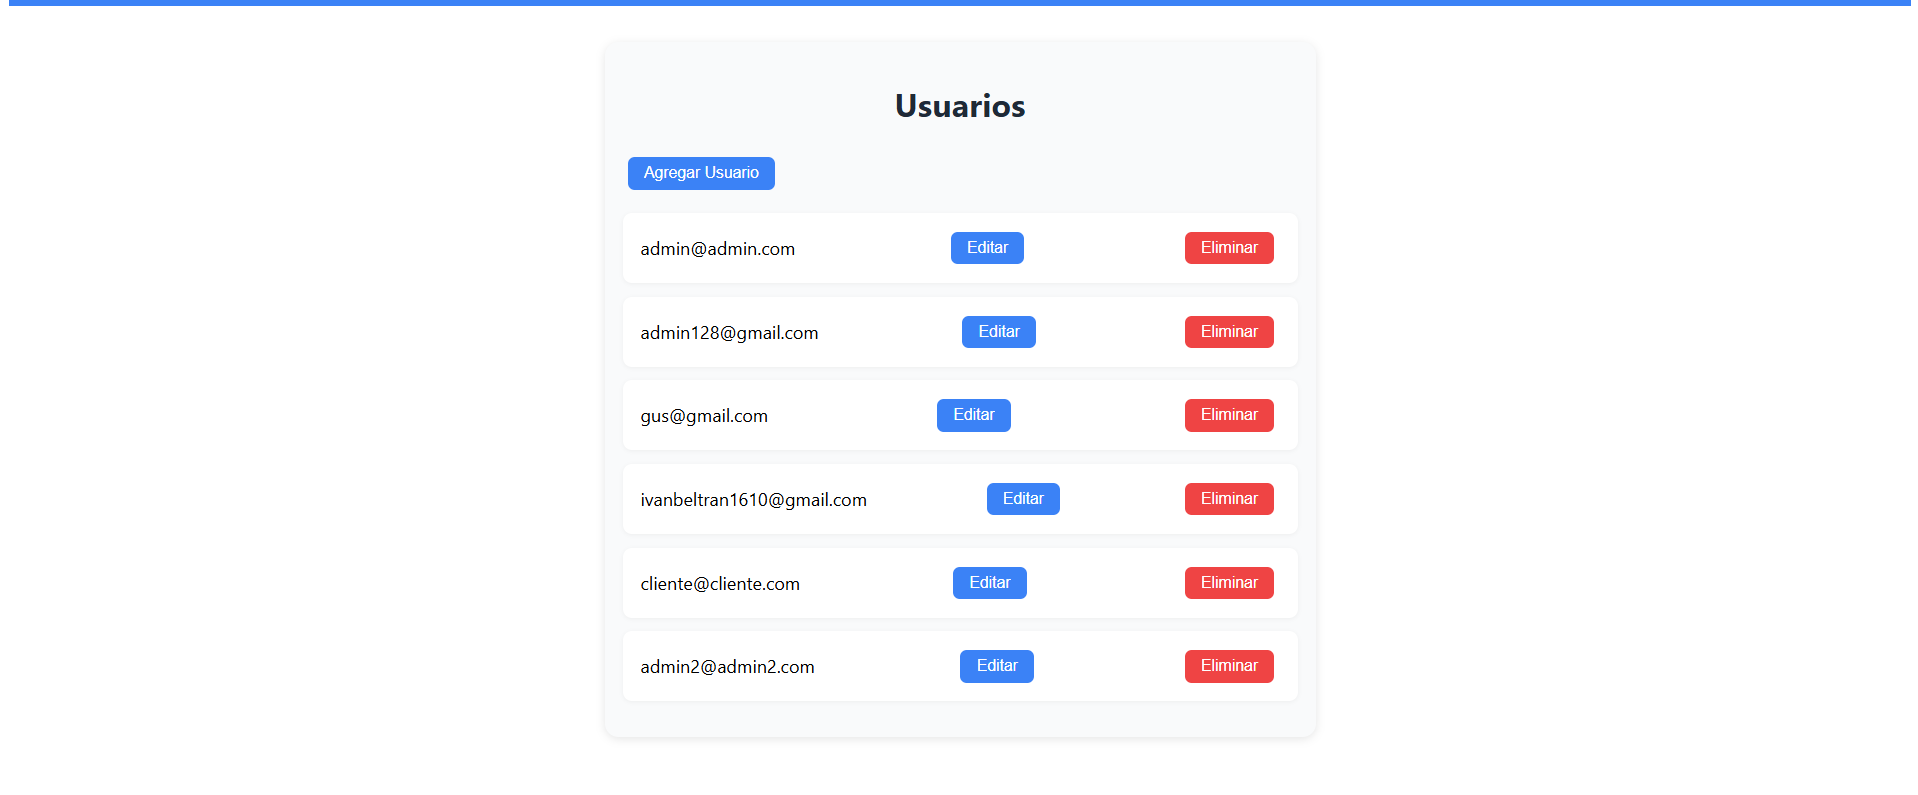 Usuarios
Agregar Usuario
admin@admin.com Editar Eliminar
admin128@gmail.com Editar Eliminar
gus@gmail.com Editar Eliminar
ivanbeltran1610@gmail.com Editar Eliminar
cliente@cliente.com Editar Eliminar
admin2@admin2.com Editar Eliminar